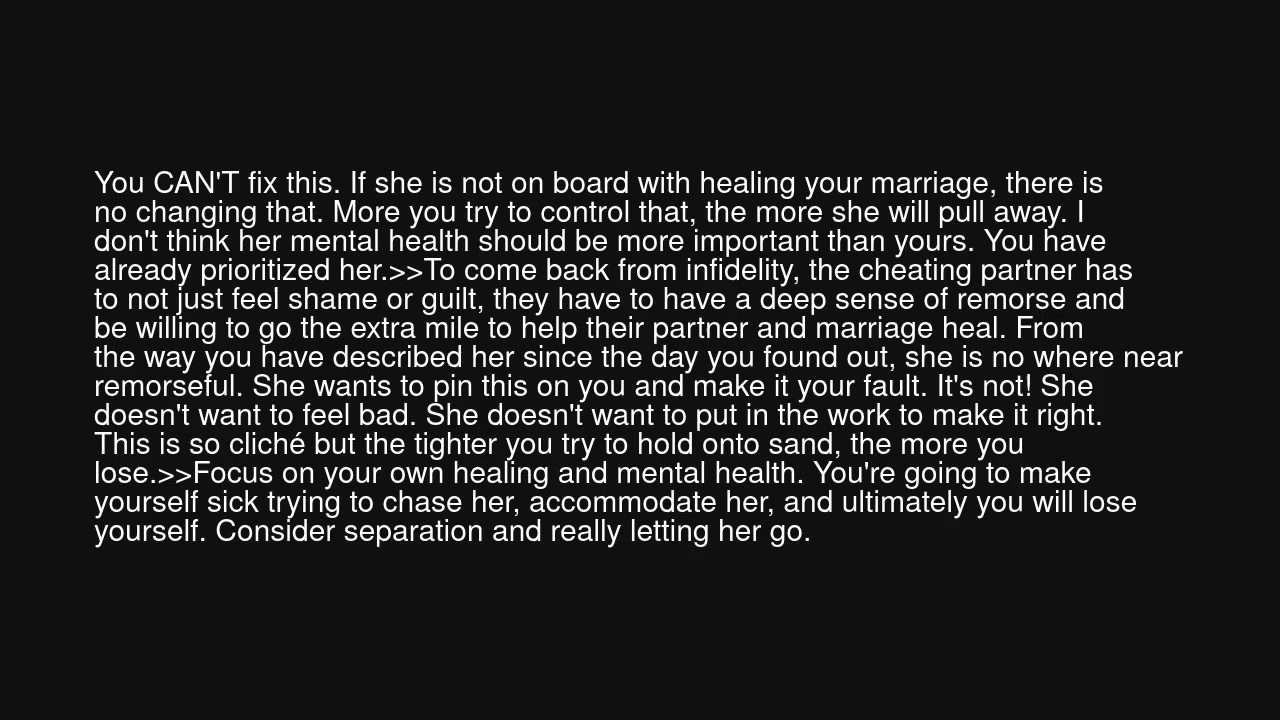 You CAN'T fix this. If she is not on board with healing your marriage, there is
no changing that. More you try to control that, the more she will pull away. I
don't think her mental health should be more important than yours. You have
already prioritized her.>>To come back from infidelity, the cheating partner has
to not just feel shame or guilt, they have to have a deep sense of remorse and
be willing to go the extra mile to help their partner and marriage heal. From
the way you have described her since the day you found out, she is no where near
remorseful. She wants to pin this on you and make it your fault. It's not! She
doesn't want to feel bad. She doesn't want to put in the work to make it right.
This is so cliché but the tighter you try to hold onto sand, the more you
lose.>>Focus on your own healing and mental health. You're going to make
yourself sick trying to chase her, accommodate her, and ultimately you will lose
yourself. Consider separation and really letting her go.